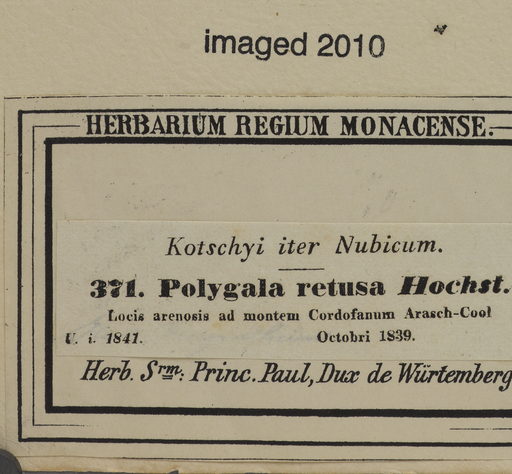 imaged 2010
HERBARIUM REGIUM MONACENSE.
Kotschyi iter Nubicum.
371. Polygala retusa Hochst.
Locis arenosis ad montem Cordofanum Arasch-Cool
U. i. 1841. Octobri 1839.
Herb. Srm: Princ. Paul, Dux de Würtemberg